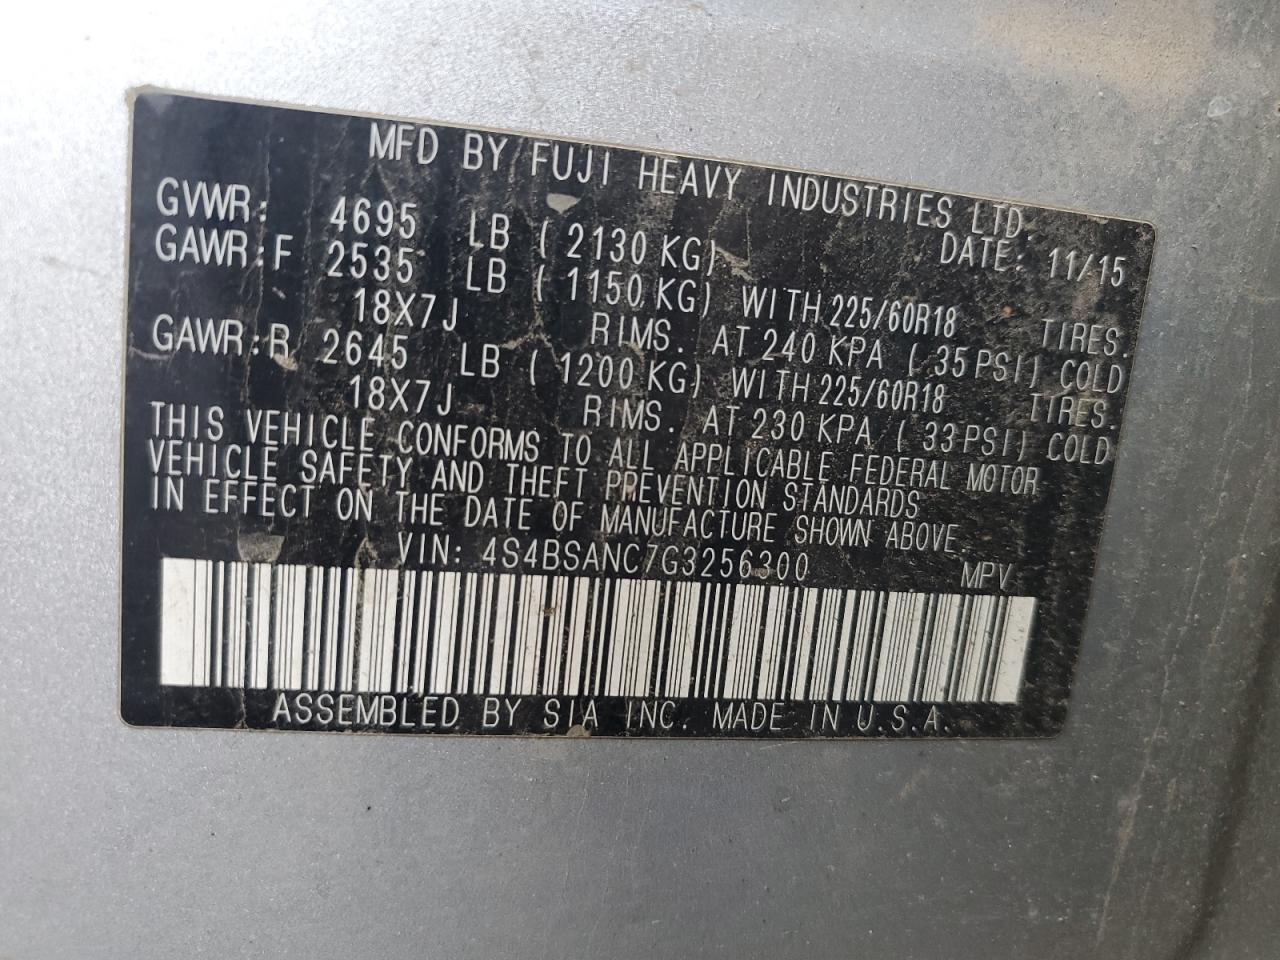 MFD BY FUJI HEAVY INDUSTRIES LTD.
DATE: 11/15
GVWR: 4695 LB ( 2130 KG)
GAWR:F 2535 LB ( 1150 KG) WITH 225/60R18 TIRES.
18X7J RIMS. AT 240 KPA ( 35 PSI) COLD
GAWR:R 2645 LB ( 1200 KG) WITH 225/60R18 TIRES.
18X7J RIMS. AT 230 KPA ( 33 PSI) COLD
THIS VEHICLE CONFORMS TO ALL APPLICABLE FEDERAL MOTOR
VEHICLE SAFETY AND THEFT PREVENTION STANDARDS
IN EFFECT ON THE DATE OF MANUFACTURE SHOWN ABOVE.
VIN: 4S4BSANC7G3256300 MPV
ASSEMBLED BY SIA INC. MADE IN U.S.A.